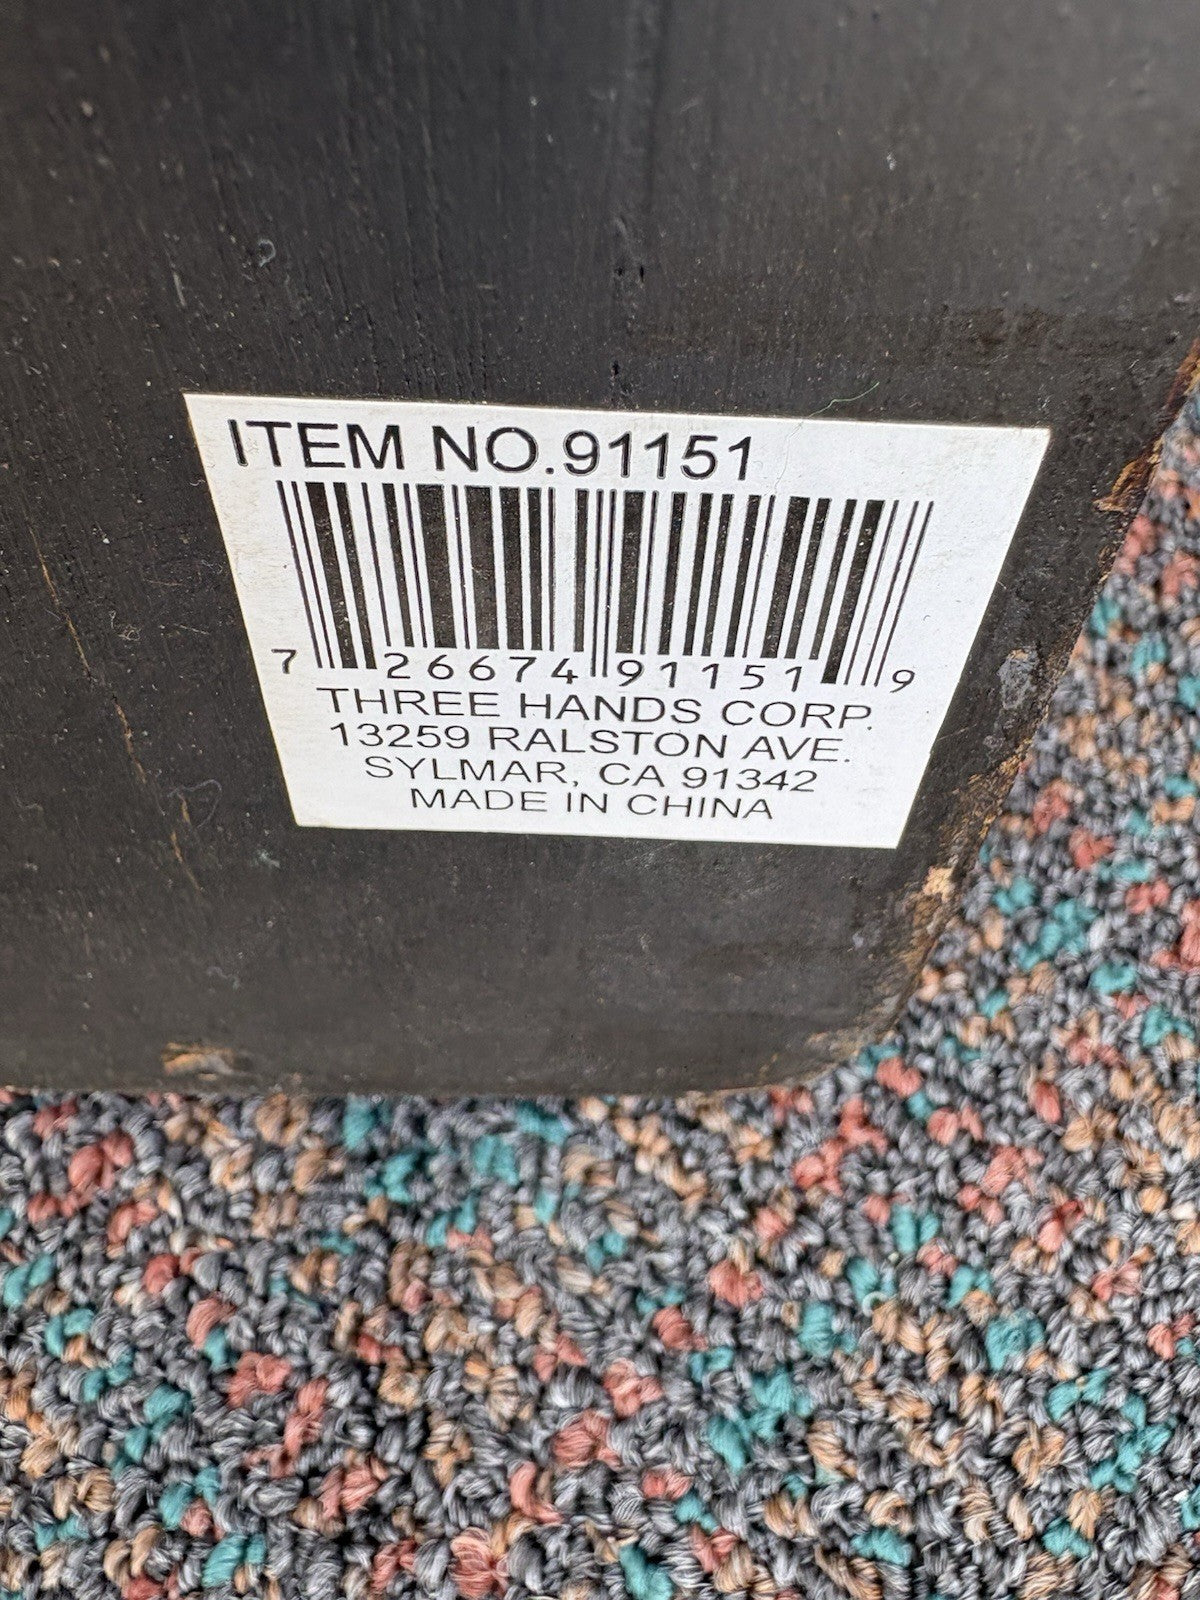 ITEM NO.91151
7 26674 91151 9
THREE HANDS CORP.
13259 RALSTON AVE.
SYLMAR, CA 91342
MADE IN CHINA